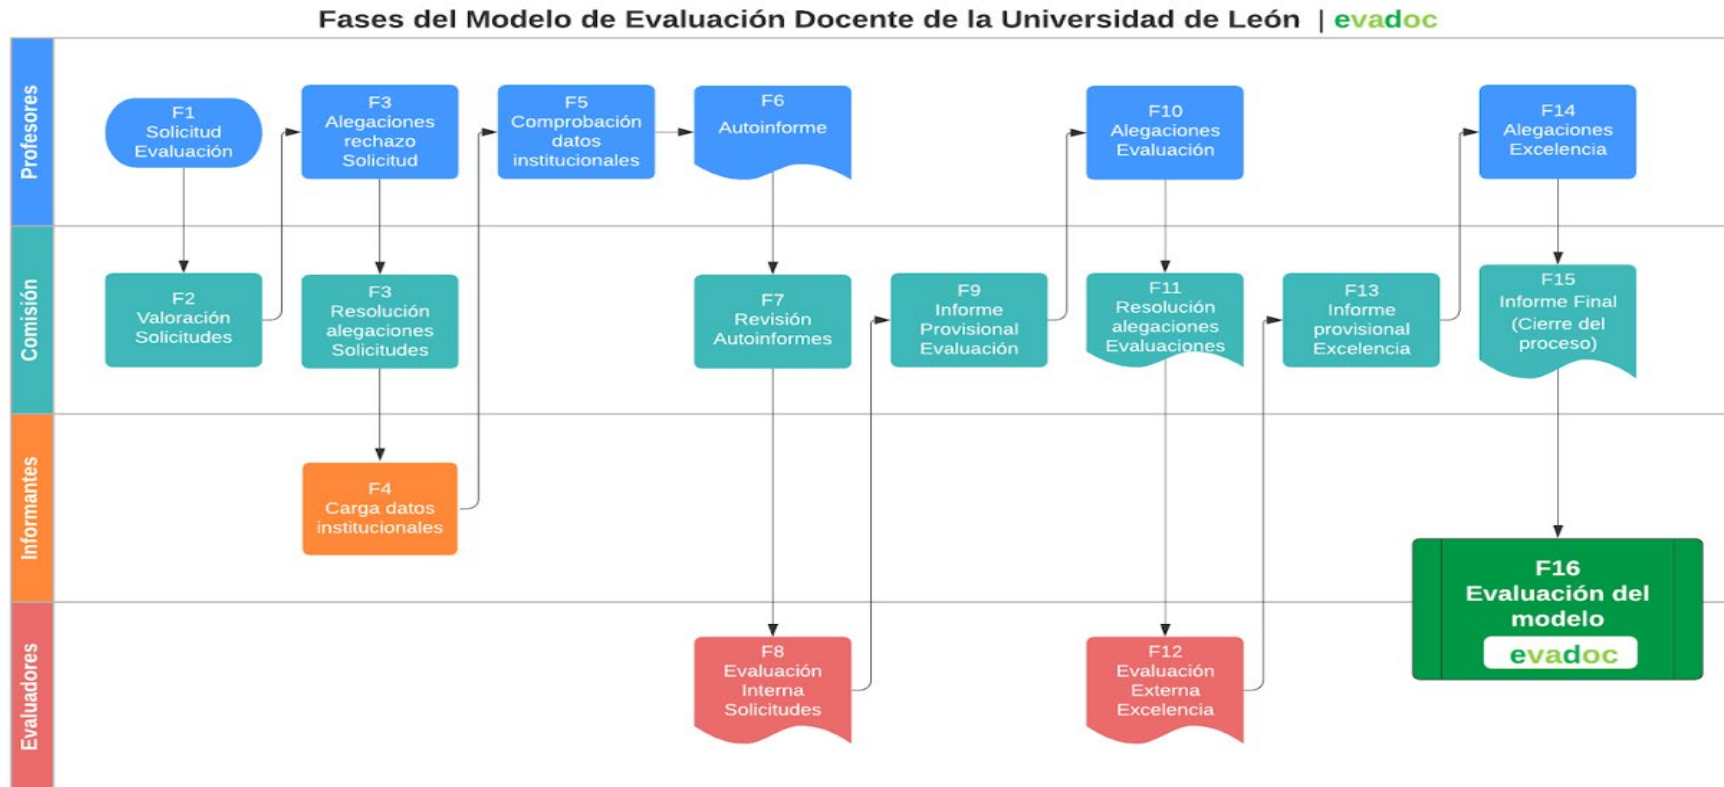 Fases del Modelo de Evaluación Docente de la Universidad de León | evadoc
Profesores
F1
Solicitud
Evaluación
F3
Alegaciones
rechazo
Solicitud
F5
Comprobación
datos
institucionales
F6
Autoinforme
F10
Alegaciones
Evaluación
F14
Alegaciones
Excelencia
Comisión
F2
Valoración
Solicitudes
F3
Resolución
alegaciones
Solicitudes
F7
Revisión
Autoinformes
F9
Informe
Provisional
Evaluación
F11
Resolución
alegaciones
Evaluaciones
F13
Informe
provisional
Excelencia
F15
Informe Final
(Cierre del
proceso)
Informantes
F4
Carga datos
institucionales
F16
Evaluación del
modelo
evadoc
Evaluadores
F8
Evaluación
Interna
Solicitudes
F12
Evaluación
Externa
Excelencia